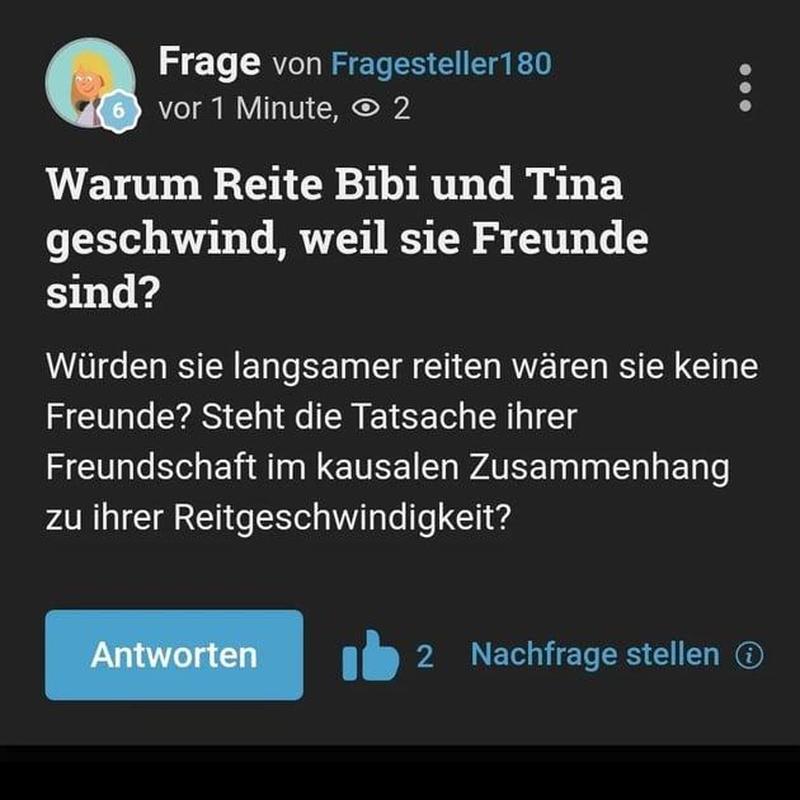 Frage von Fragesteller180
6
vor 1 Minute, 2
Warum Reite Bibi und Tina
geschwind, weil sie Freunde
sind?
Würden sie langsamer reiten wären sie keine
Freunde? Steht die Tatsache ihrer
Freundschaft im kausalen Zusammenhang
zu ihrer Reitgeschwindigkeit?
Antworten 2 Nachfrage stellen i